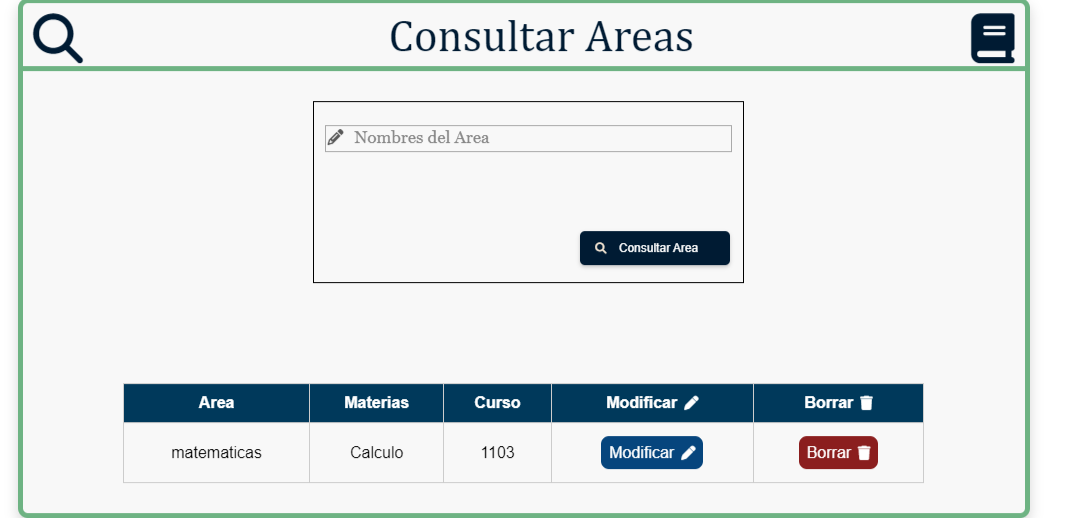 Consultar Areas
Nombres del Area
Consultar Area
Area Materias Curso Modificar Borrar
matematicas Calculo 1103 Modificar Borrar